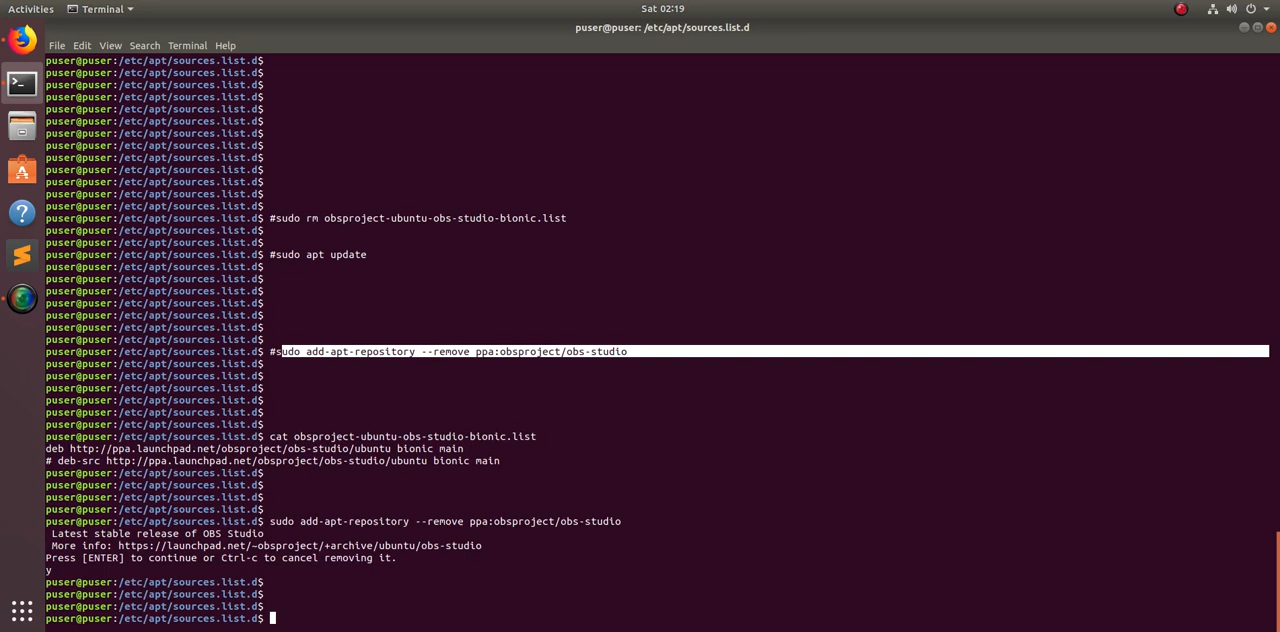 Activities
Terminal
Sat 02:19
puser@puser: /etc/apt/sources.list.d
File Edit View Search Terminal Help
puser@puser:/etc/apt/sources.list.d$
puser@puser:/etc/apt/sources.list.d$
puser@puser:/etc/apt/sources.list.d$
puser@puser:/etc/apt/sources.list.d$
puser@puser:/etc/apt/sources.list.d$
puser@puser:/etc/apt/sources.list.d$
puser@puser:/etc/apt/sources.list.d$
puser@puser:/etc/apt/sources.list.d$
puser@puser:/etc/apt/sources.list.d$
puser@puser:/etc/apt/sources.list.d$
puser@puser:/etc/apt/sources.list.d$
puser@puser:/etc/apt/sources.list.d$
puser@puser:/etc/apt/sources.list.d$
puser@puser:/etc/apt/sources.list.d$ #sudo rm obsproject-ubuntu-obs-studio-bionic.list
puser@puser:/etc/apt/sources.list.d$
puser@puser:/etc/apt/sources.list.d$
puser@puser:/etc/apt/sources.list.d$ #sudo apt update
puser@puser:/etc/apt/sources.list.d$
puser@puser:/etc/apt/sources.list.d$
puser@puser:/etc/apt/sources.list.d$
puser@puser:/etc/apt/sources.list.d$
puser@puser:/etc/apt/sources.list.d$
puser@puser:/etc/apt/sources.list.d$
puser@puser:/etc/apt/sources.list.d$
puser@puser:/etc/apt/sources.list.d$ #sudo add-apt-repository --remove ppa:obsproject/obs-studio
puser@puser:/etc/apt/sources.list.d$
puser@puser:/etc/apt/sources.list.d$
puser@puser:/etc/apt/sources.list.d$
puser@puser:/etc/apt/sources.list.d$
puser@puser:/etc/apt/sources.list.d$
puser@puser:/etc/apt/sources.list.d$
puser@puser:/etc/apt/sources.list.d$ cat obsproject-ubuntu-obs-studio-bionic.list
deb http://ppa.launchpad.net/obsproject/obs-studio/ubuntu bionic main
# deb-src http://ppa.launchpad.net/obsproject/obs-studio/ubuntu bionic main
puser@puser:/etc/apt/sources.list.d$
puser@puser:/etc/apt/sources.list.d$
puser@puser:/etc/apt/sources.list.d$
puser@puser:/etc/apt/sources.list.d$
puser@puser:/etc/apt/sources.list.d$ sudo add-apt-repository --remove ppa:obsproject/obs-studio
Latest stable release of OBS Studio
More info: https://launchpad.net/~obsproject/+archive/ubuntu/obs-studio
Press [ENTER] to continue or Ctrl-c to cancel removing it.
y
puser@puser:/etc/apt/sources.list.d$
puser@puser:/etc/apt/sources.list.d$
puser@puser:/etc/apt/sources.list.d$
puser@puser:/etc/apt/sources.list.d$